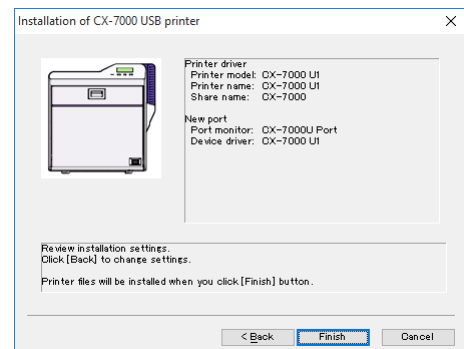 Installation of CX-7000 USB printer
Printer driver
Printer model: CX-7000 U1
Printer name: CX-7000 U1
Share name: CX-7000
New port
Port monitor: CX-7000U Port
Device driver: CX-7000 U1
Review installation settings.
Click [Back] to change settings.
Printer files will be installed when you click [Finish] button.
< Back
Finish
Cancel